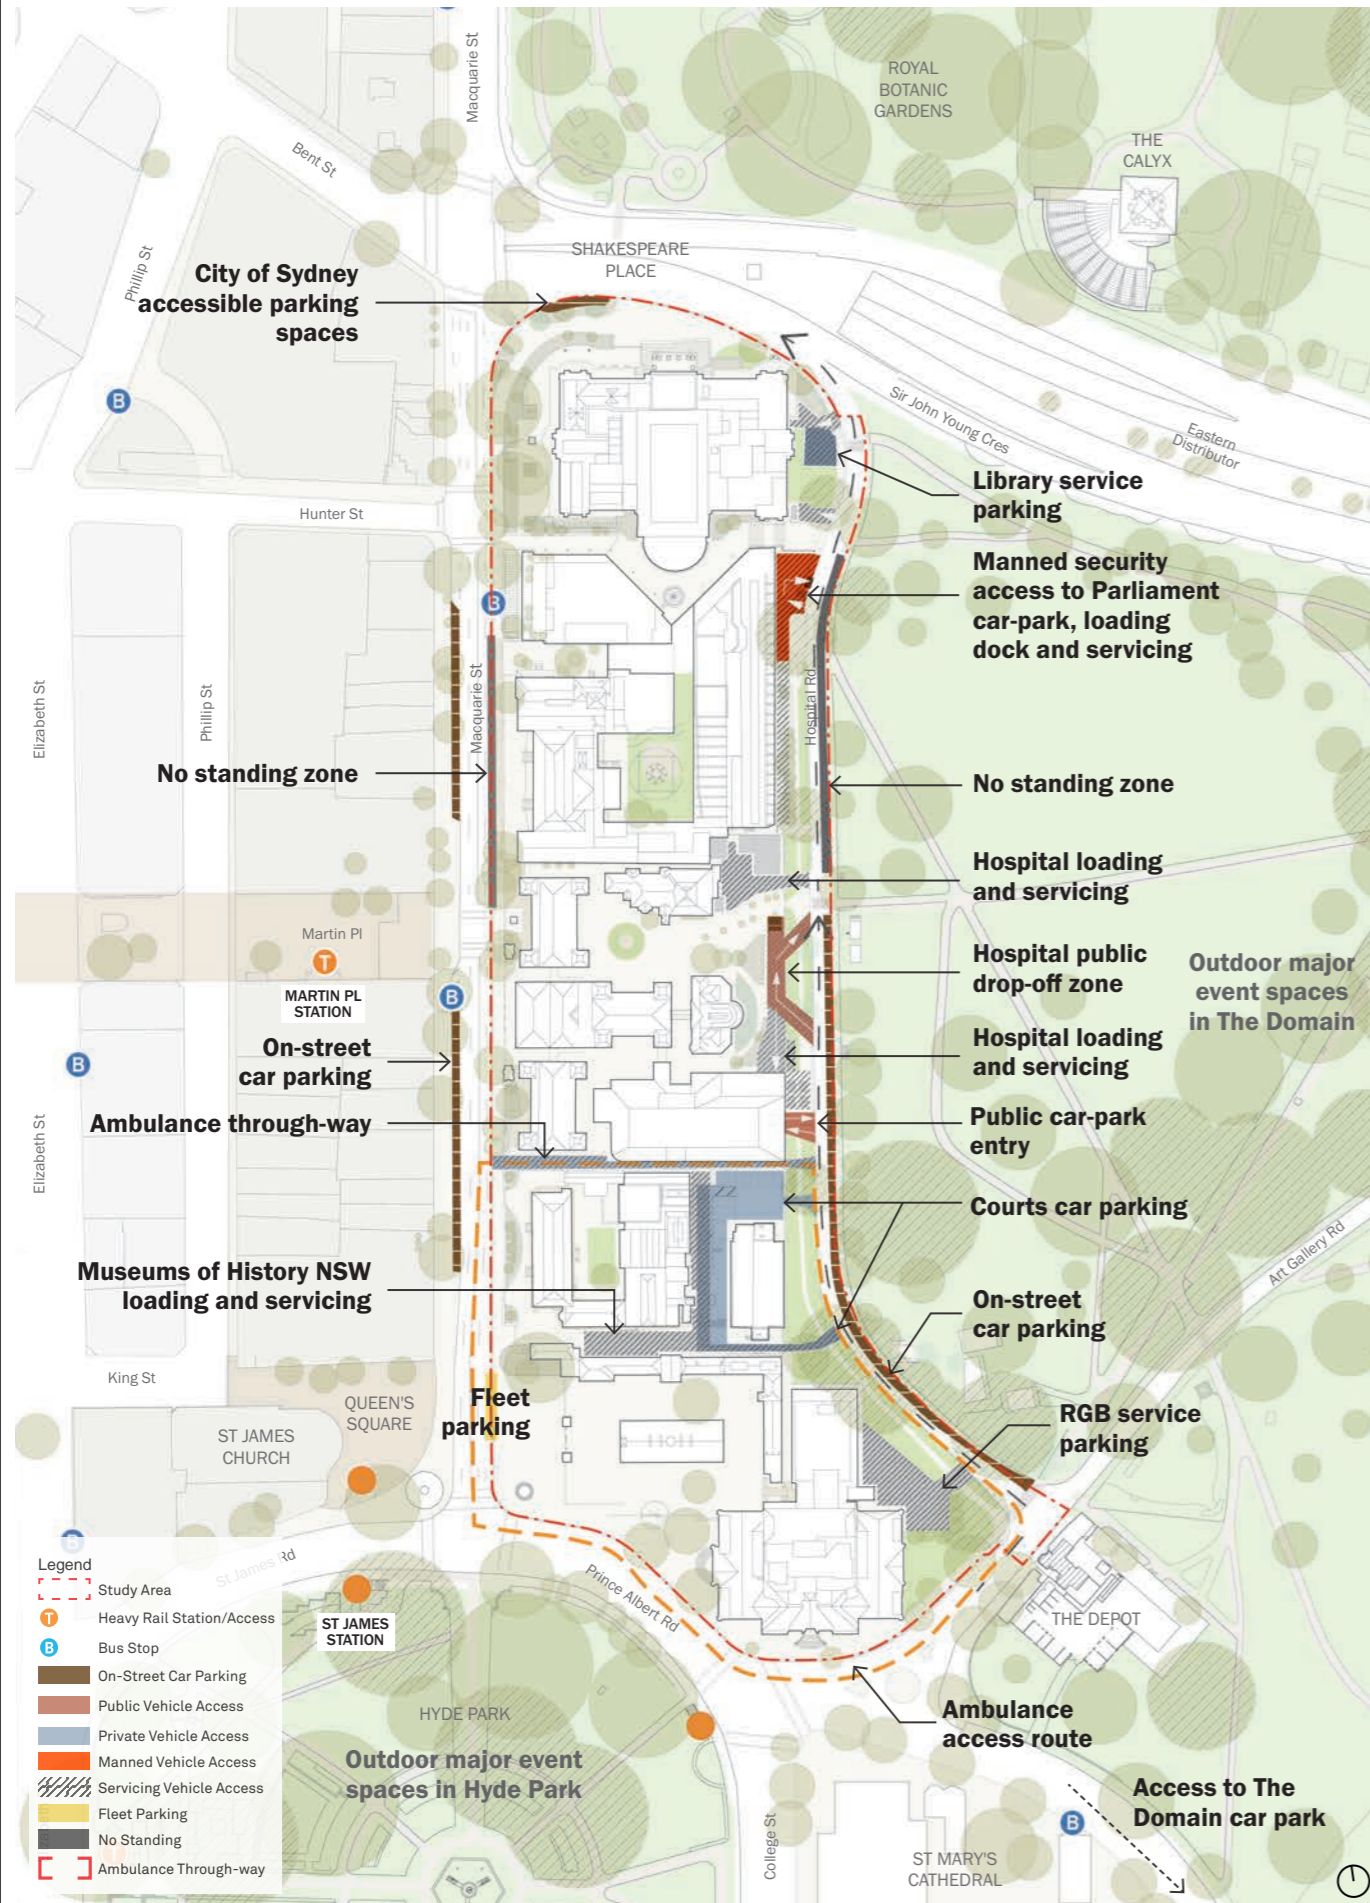 Macquarie St
ROYAL
BOTANIC
GARDENS
THE
CALYX
Bent St
Phillip St
SHAKESPEARE
PLACE
City of Sydney
accessible parking
spaces
B
Sir John Young Cres
Eastern
Distributor
Library service
parking
Hunter St
Manned security
access to Parliament
car-park, loading
dock and servicing
B
Elizabeth St
Phillip St
Macquarie St
Hospital Rd
No standing zone
No standing zone
Hospital loading
and servicing
Martin Pl
T
MARTIN PL
STATION
B
Hospital public
drop-off zone
Outdoor major
event spaces
in The Domain
On-street
car parking
B
Hospital loading
and servicing
Ambulance through-way
Public car-park
entry
Elizabeth St
Courts car parking
Art Gallery Rd
Museums of History NSW
loading and servicing
On-street
car parking
King St
QUEEN'S
SQUARE
Fleet
parking
ST JAMES
CHURCH
RGB service
parking
B
St James Rd
Prince Albert Rd
ST JAMES
STATION
THE DEPOT
HYDE PARK
Outdoor major event
spaces in Hyde Park
Ambulance
access route
Access to The
Domain car park
B
College St
ST MARY'S
CATHEDRAL
Legend
Study Area
T Heavy Rail Station/Access
B Bus Stop
On-Street Car Parking
Public Vehicle Access
Private Vehicle Access
Manned Vehicle Access
Servicing Vehicle Access
Fleet Parking
No Standing
Ambulance Through-way